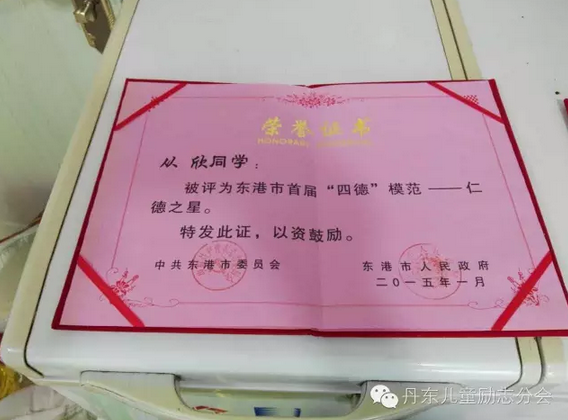 荣誉证书
从 欣同学：
被评为东港市首届“四德”模范——仁
德之星。
特发此证，以资鼓励。
中共东港市委员会 东港市人民政府
二〇一五年一月
丹东儿童励志分会